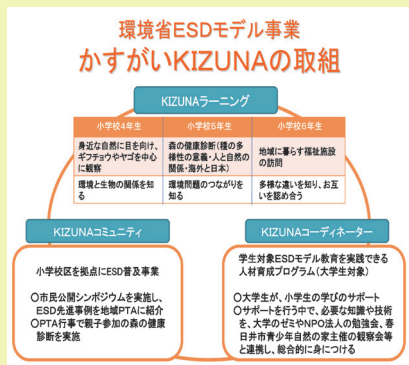 環境省ESDモデル事業
かすがいKIZUNAの取組
KIZUNAラーニング
小学校4年生
小学校5年生
小学校6年生
身近な自然に目を向け、
ギフチョウやヤゴを中心
に観察
森の健康診断(種の多
様性の意義・人と自然の
関係・海外と日本)
地域に暮らす福祉施設
の訪問
環境と生物の関係を知
る
環境問題のつながりを
知る
多様な違いを知り、お互
いを認め合う
KIZUNAコミュニティ
小学校区を拠点にESD普及事業
○市民公開シンポジウムを実施し、
ESD先進事例を地域PTAに紹介
○PTA行事で親子参加の森の健康
診断を実施
KIZUNAコーディネーター
学生対象ESDモデル教育を実践できる
人材育成プログラム(大学生対象)
○大学生が、小学生の学びのサポート
○サポートを行う中で、必要な知識や技術
を、大学のゼミやNPO法人の勉強会、春
日井市青少年自然の家主催の観察会等
と連携し、総合的に身につける